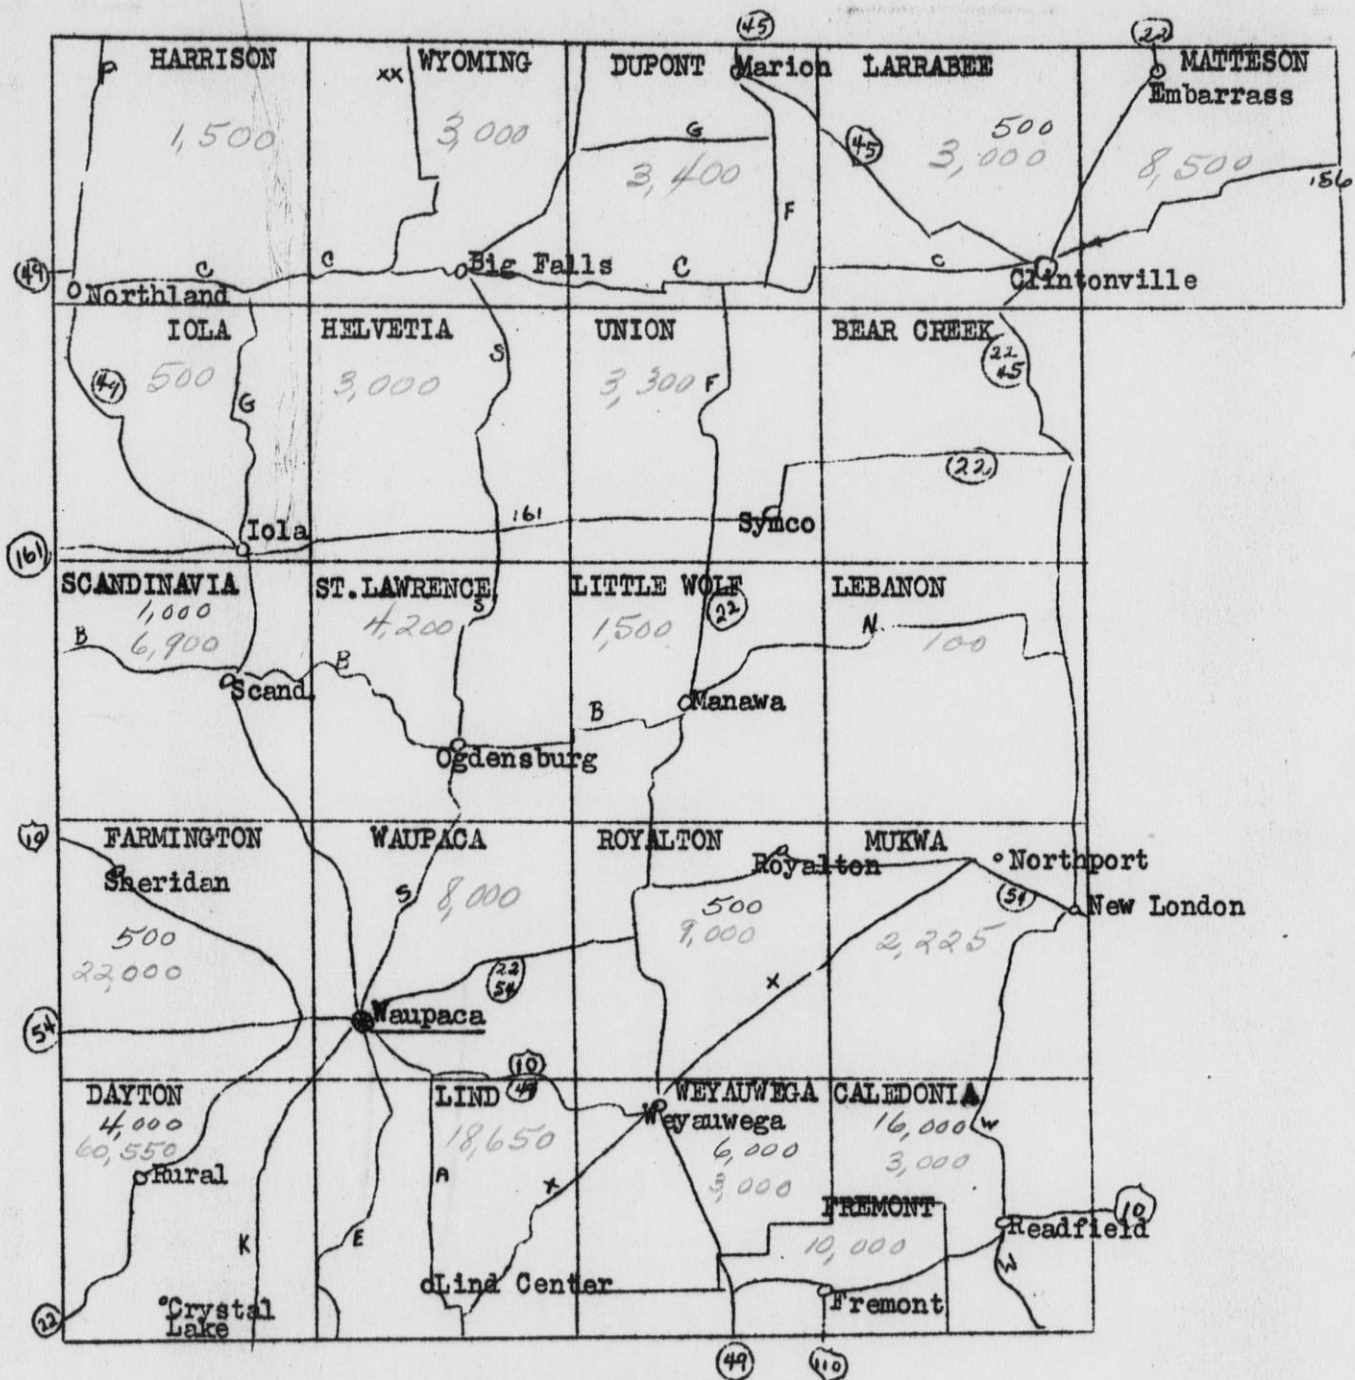 45
22
HARRISON
P
1,500
XX
WYOMING
3,000
DUPONT
Marion
G
3,400
F
LARRABEE
45
500
3,000
MATTESON
Embarrass
8,500
156
49
C
C
Northland
Big Falls
C
C
Clintonville
IOLA
49
500
G
Iola
HELVETIA
3,000
S
161
UNION
3,300
F
Symco
BEAR CREEK
22
45
22
161
SCANDINAVIA
1,000
6,900
B
Scand.
ST.LAWRENCE
S
4,200
B
Ogdensburg
LITTLE WOLF
22
1,500
B
Manawa
LEBANON
N.
100
10
FARMINGTON
Sheridan
500
22,000
54
WAUPACA
S
8,000
22
54
Waupaca
ROYALTON
Royalton
500
9,000
X
MUKWA
Northport
54
New London
2,225
DAYTON
4,000
60,550
Rural
K
Crystal
Lake
22
10
49
LIND
18,650
A
E
X
Lind Center
WEYAUWEGA
Weyauwega
6,000
3,000
CALEDONIA
16,000
W
3,000
FREMONT
10,000
Readfield
10
W
Fremont
49
110